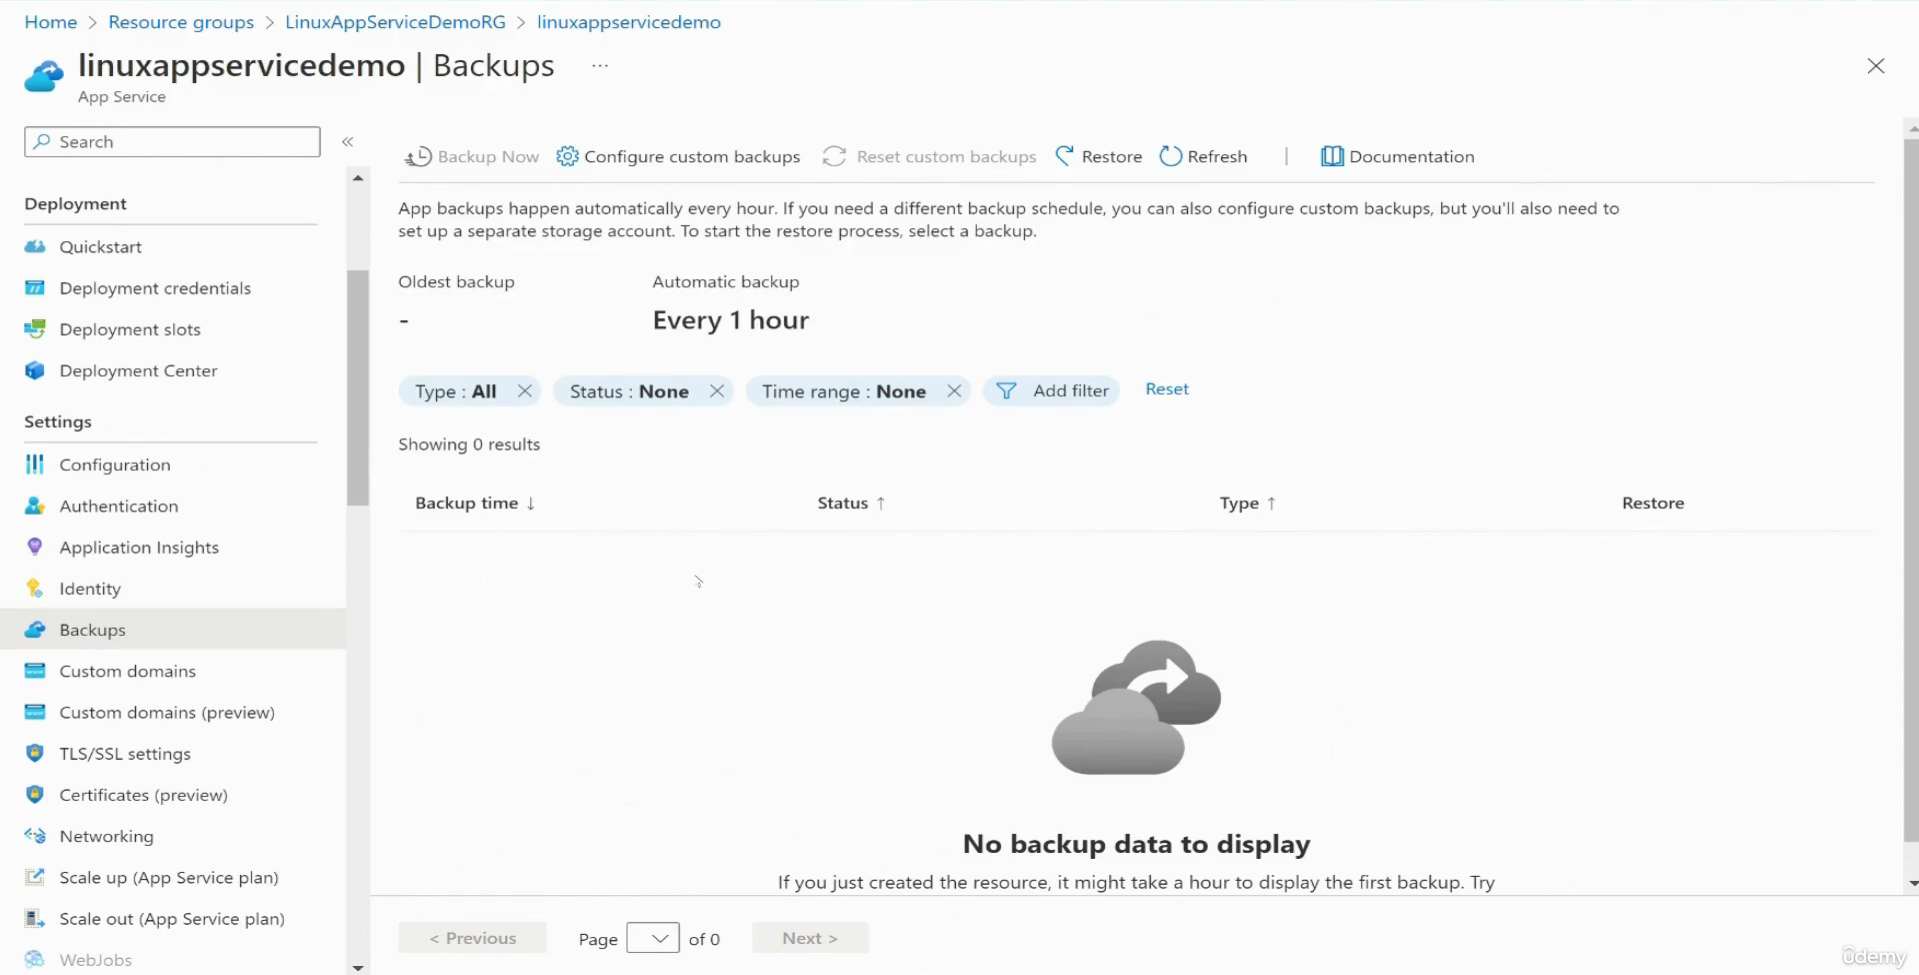 Home > Resource groups > LinuxAppServiceDemoRG > linuxappservicedemo
linuxappservicedemo | Backups ...
App Service
Search «
Deployment
Quickstart
Deployment credentials
Deployment slots
Deployment Center
Settings
Configuration
Authentication
Application Insights
Identity
Backups
Custom domains
Custom domains (preview)
TLS/SSL settings
Certificates (preview)
Networking
Scale up (App Service plan)
Scale out (App Service plan)
WebJobs
Backup Now Configure custom backups Reset custom backups Restore Refresh | Documentation
App backups happen automatically every hour. If you need a different backup schedule, you can also configure custom backups, but you'll also need to
set up a separate storage account. To start the restore process, select a backup.
Oldest backup Automatic backup
- Every 1 hour
Type : All Status : None Time range : None Add filter Reset
Showing 0 results
Backup time ↓ Status ↑ Type ↑ Restore
No backup data to display
If you just created the resource, it might take a hour to display the first backup. Try
< Previous Page of 0 Next >
ûdemy